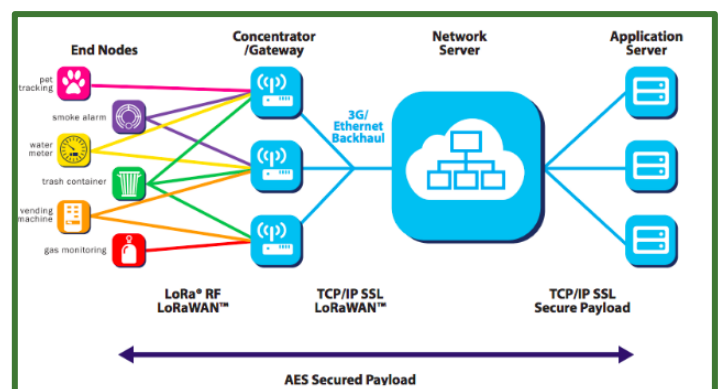 End Nodes
Concentrator
/Gateway
Network
Server
Application
Server
pet
tracking
smoke alarm
water
meter
trash container
vending
machine
gas monitoring
3G/
Ethernet
Backhaul
LoRa® RF
LoRaWAN™
TCP/IP SSL
LoRaWAN™
TCP/IP SSL
Secure Payload
AES Secured Payload